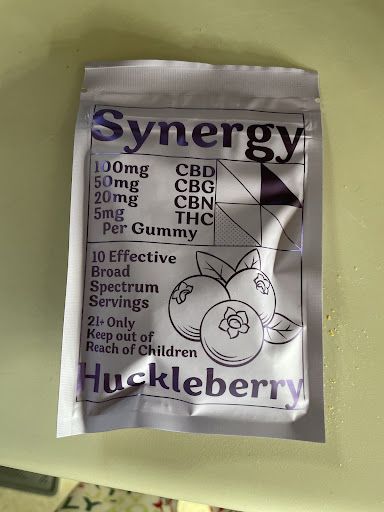 Synergy
100mg CBD
50mg CBG
20mg CBN
5mg THC
Per Gummy
10 Effective
Broad
Spectrum
Servings
21+ Only
Keep out of
Reach of Children
Huckleberry